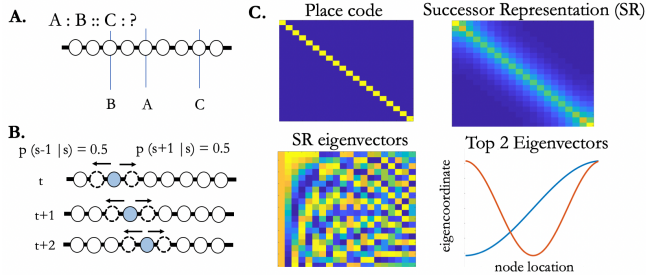 A.
A : B :: C : ?
B
A
C
B.
p (s-1 |s) = 0.5
p (s+1 |s) = 0.5
t
t+1
t+2
C.
Place code
Successor Representation (SR)
SR eigenvectors
Top 2 Eigenvectors
eigencoordinate
node location